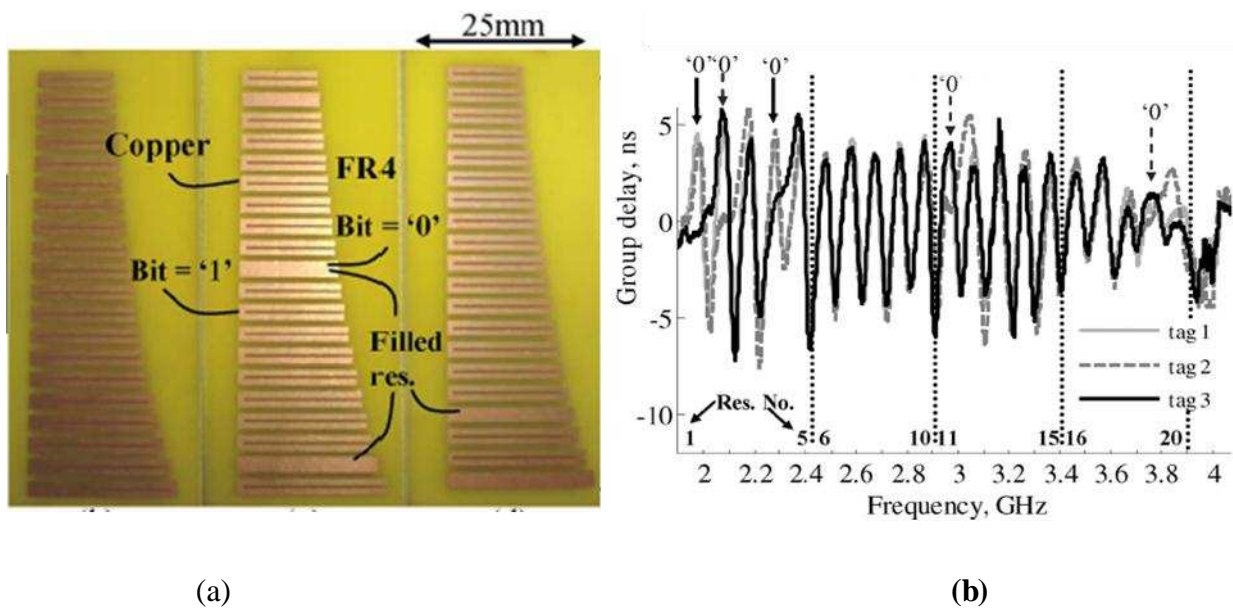 25mm
Copper
FR4
Bit = ‘0’
Bit = ‘1’
Filled
res.
(a)
‘0’ ‘0’ ‘0’ ‘0’ ‘0’
Group delay, ns
5
0
-5
-10
tag 1
tag 2
tag 3
Res. No.
1 5 6 10 11 15 16 20
2 2.2 2.4 2.6 2.8 3 3.2 3.4 3.6 3.8 4
Frequency, GHz
(b)